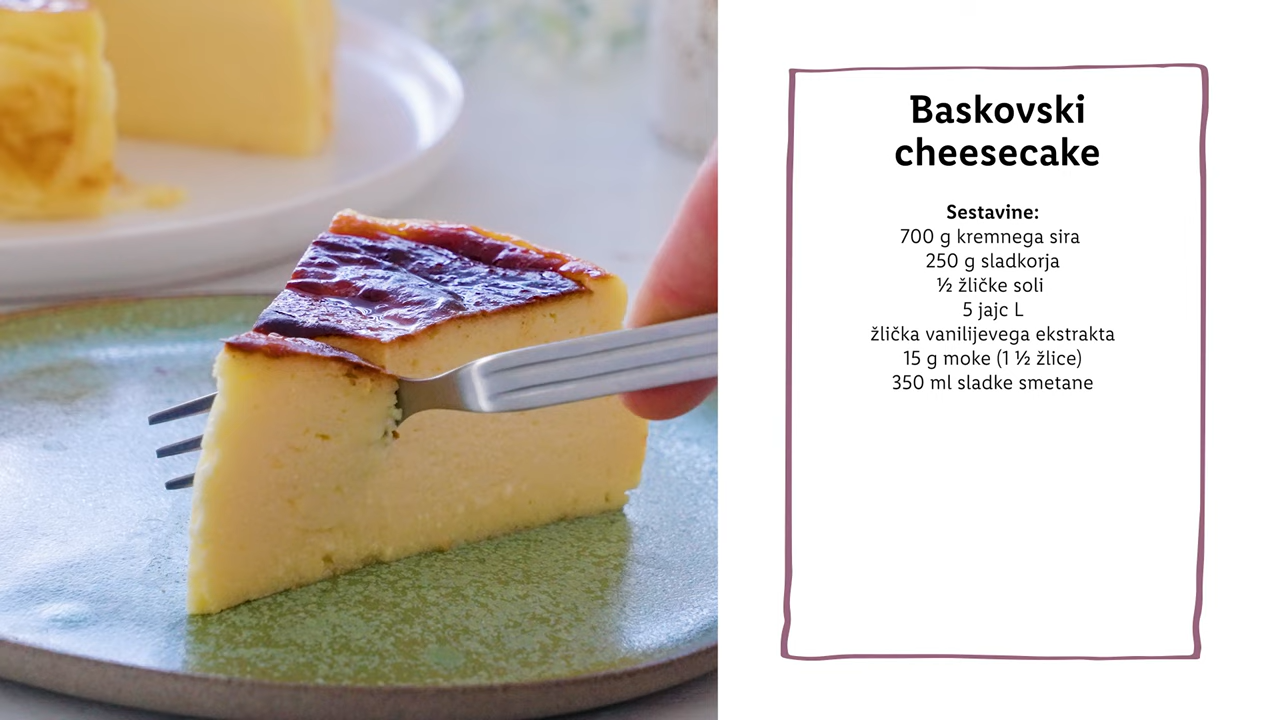 Baskovski
cheesecake
Sestavine:
700 g kremnega sira
250 g sladkorja
½ žličke soli
5 jajc L
žlička vanilijevega ekstrakta
15 g moke (1 ½ žlice)
350 ml sladke smetane